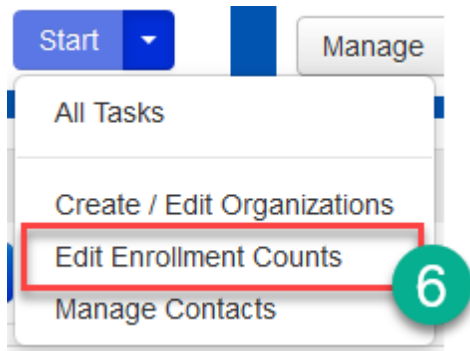 Start
Manage
All Tasks
Create / Edit Organizations
Edit Enrollment Counts
6
Manage Contacts